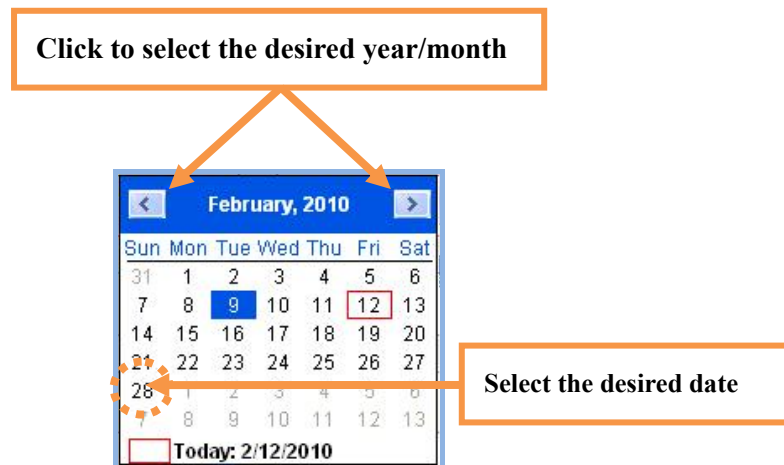 Click to select the desired year/month
< February, 2010 >
Sun Mon Tue Wed Thu Fri Sat
31 1 2 3 4 5 6
7 8 9 10 11 12 13
14 15 16 17 18 19 20
21 22 23 24 25 26 27
28 1 2 3 4 5 6
7 8 9 10 11 12 13
Select the desired date
Today: 2/12/2010